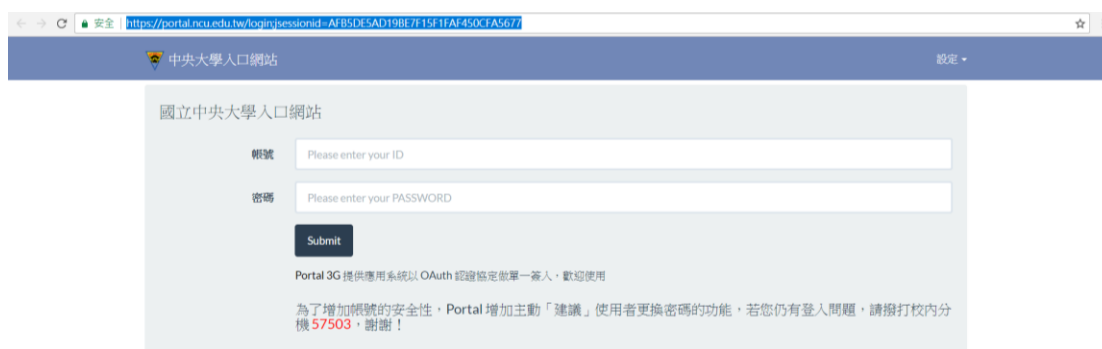 安全 | https://portal.ncu.edu.tw/login;jsessionid=AFB5DE5AD19BE7F15F1FAF450CFA5677
中央大學入口網站 設定
國立中央大學入口網站
帳號 Please enter your ID
密碼 Please enter your PASSWORD
Submit
Portal 3G 提供應用系統以 OAuth 認證協定做單一簽入，歡迎使用
為了增加帳號的安全性，Portal 增加主動「建議」使用者更換密碼的功能，若您仍有登入問題，請撥打校內分
機 57503，謝謝！